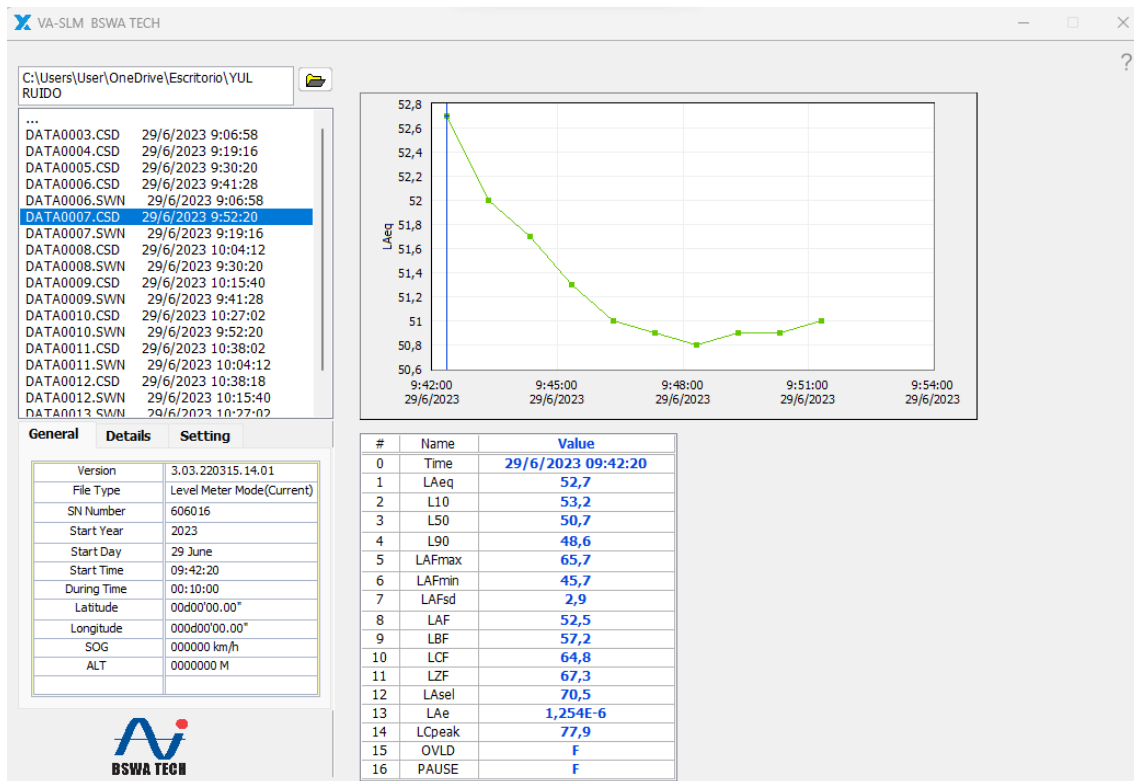 VA-SLM BSWA TECH
?
C:\Users\User\OneDrive\Escritorio\YUL
RUIDO
...
DATA0003.CSD 29/6/2023 9:06:58
DATA0004.CSD 29/6/2023 9:19:16
DATA0005.CSD 29/6/2023 9:30:20
DATA0006.CSD 29/6/2023 9:41:28
DATA0006.SWN 29/6/2023 9:06:58
DATA0007.CSD 29/6/2023 9:52:20
DATA0007.SWN 29/6/2023 9:19:16
DATA0008.CSD 29/6/2023 10:04:12
DATA0008.SWN 29/6/2023 9:30:20
DATA0009.CSD 29/6/2023 10:15:40
DATA0009.SWN 29/6/2023 9:41:28
DATA0010.CSD 29/6/2023 10:27:02
DATA0010.SWN 29/6/2023 9:52:20
DATA0011.CSD 29/6/2023 10:38:02
DATA0011.SWN 29/6/2023 10:04:12
DATA0012.CSD 29/6/2023 10:38:18
DATA0012.SWN 29/6/2023 10:15:40
DATA0013.SWN 29/6/2023 10:27:02
General Details Setting
Version 3.03.220315.14.01
File Type Level Meter Mode(Current)
SN Number 606016
Start Year 2023
Start Day 29 June
Start Time 09:42:20
During Time 00:10:00
Latitude 00d00'00.00"
Longitude 000d00'00.00"
SOG 000000 km/h
ALT 0000000 M
BSWA TECH
LAeq
52,8
52,6
52,4
52,2
52
51,8
51,6
51,4
51,2
51
50,8
50,6
9:42:00 9:45:00 9:48:00 9:51:00 9:54:00
29/6/2023 29/6/2023 29/6/2023 29/6/2023 29/6/2023
# Name Value
0 Time 29/6/2023 09:42:20
1 LAeq 52,7
2 L10 53,2
3 L50 50,7
4 L90 48,6
5 LAFmax 65,7
6 LAFmin 45,7
7 LAFsd 2,9
8 LAF 52,5
9 LBF 57,2
10 LCF 64,8
11 LZF 67,3
12 LAsel 70,5
13 LAe 1,254E-6
14 LCpeak 77,9
15 OVLD F
16 PAUSE F